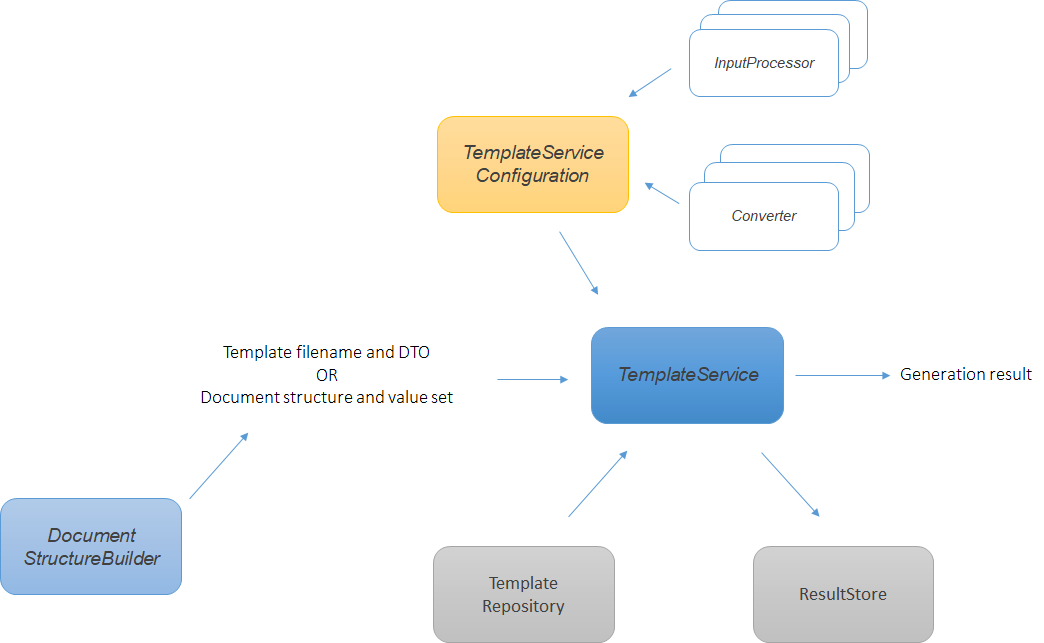 InputProcessor
TemplateService
Configuration
Converter
Template filename and DTO
OR
Document structure and value set
TemplateService
Generation result
Document
StructureBuilder
Template
Repository
ResultStore